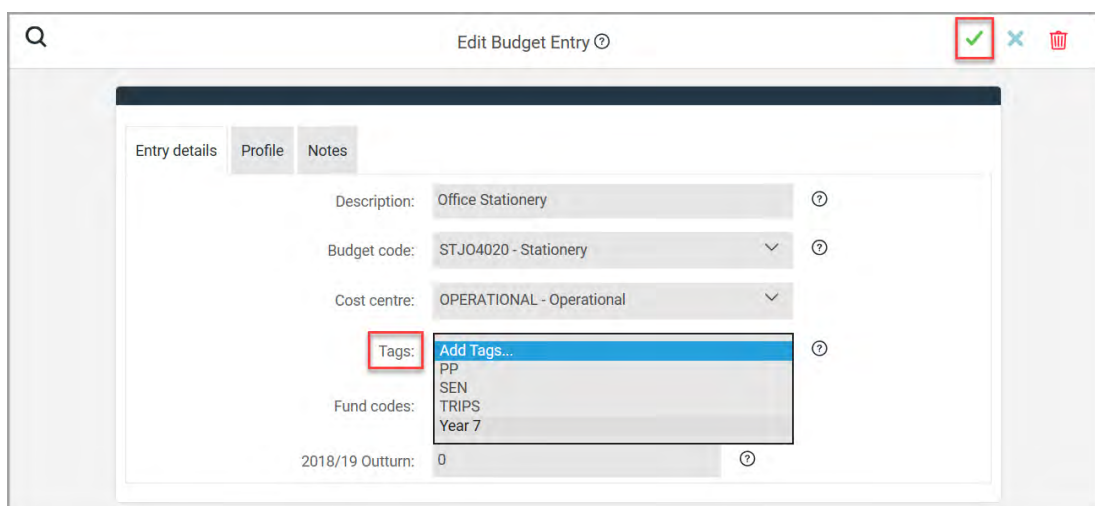 Edit Budget Entry
Entry details Profile Notes
Description: Office Stationery
Budget code: STJO4020 - Stationery
Cost centre: OPERATIONAL - Operational
Tags: Add Tags...
PP
SEN
Fund codes: TRIPS
Year 7
2018/19 Outturn: 0